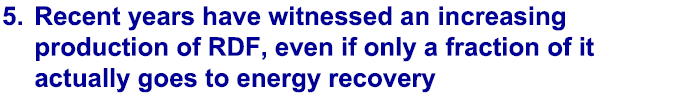 5. Recent years have witnessed an increasing
production of RDF, even if only a fraction of it
actually goes to energy recovery